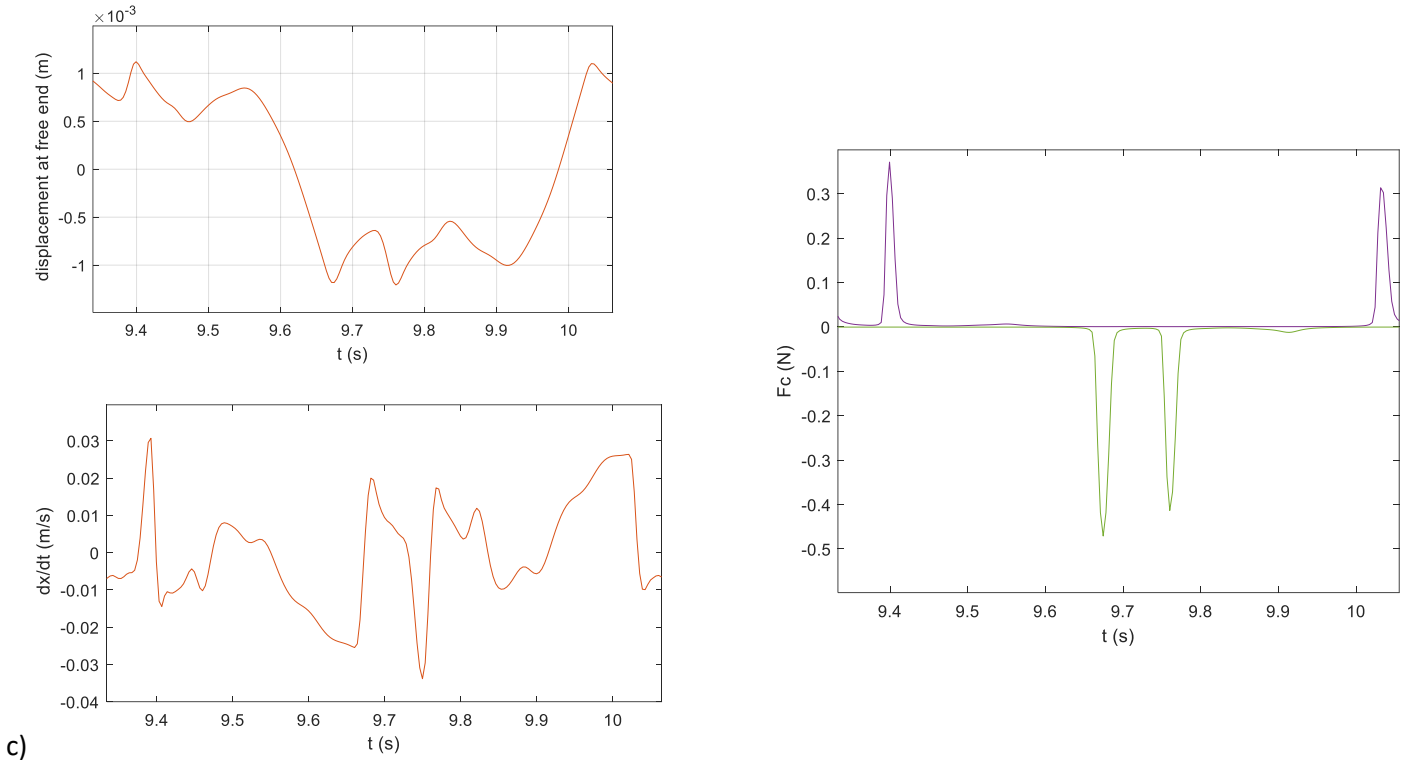 ×10-3
displacement at free end (m)
1
0.5
0
-0.5
-1
9.4 9.5 9.6 9.7 9.8 9.9 10
t (s)
dx/dt (m/s)
0.03
0.02
0.01
0
-0.01
-0.02
-0.03
-0.04
9.4 9.5 9.6 9.7 9.8 9.9 10
t (s)
Fc (N)
0.3
0.2
0.1
0
-0.1
-0.2
-0.3
-0.4
-0.5
9.4 9.5 9.6 9.7 9.8 9.9 10
t (s)
c)